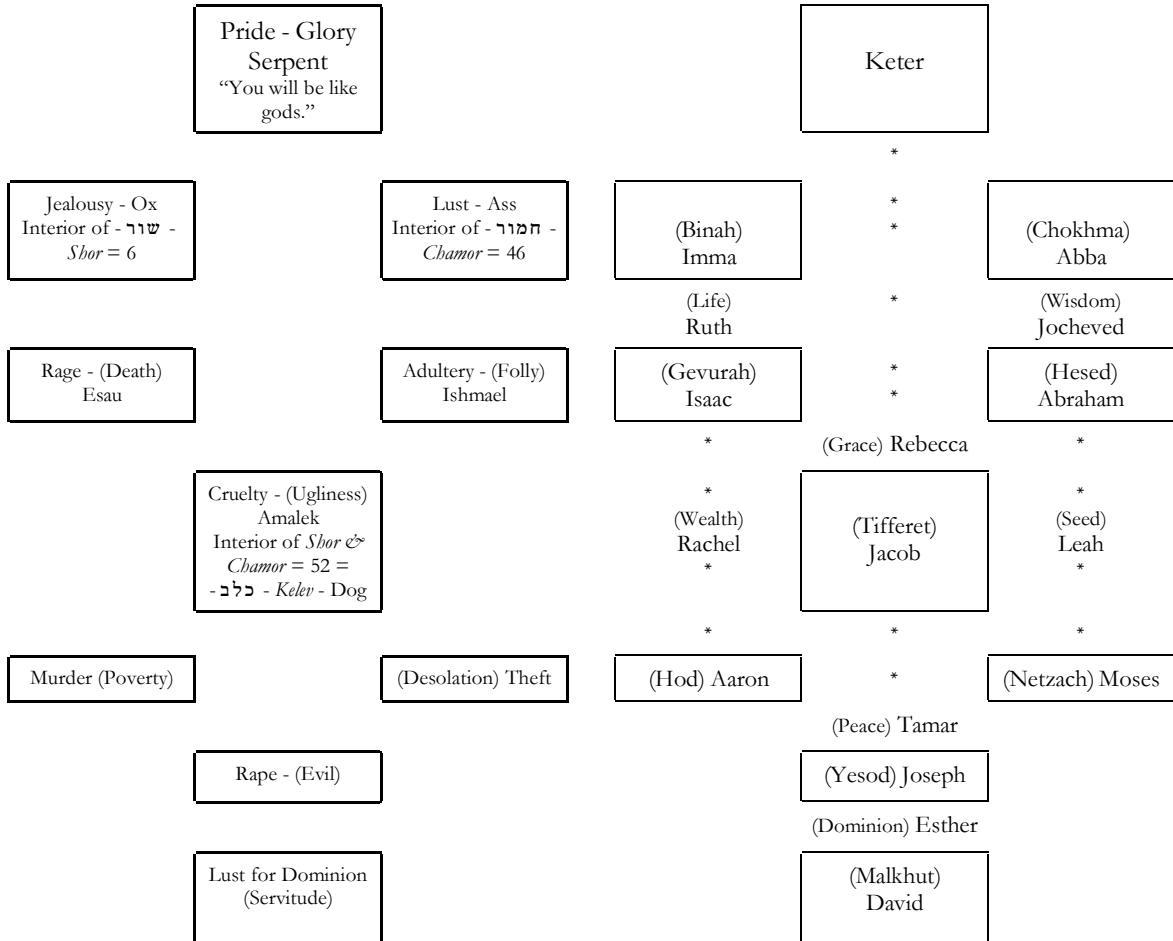 Pride - Glory
Serpent
“You will be like
gods.”
Keter
*
Jealousy - Ox
Interior of - שור -
Shor = 6
Lust - Ass
Interior of - חמור -
Chamor = 46
(Binah)
Imma
*
*
(Chokhma)
Abba
(Life)
Ruth
*
(Wisdom)
Jocheved
Rage - (Death)
Esau
Adultery - (Folly)
Ishmael
(Gevurah)
Isaac
*
*
(Hesed)
Abraham
*
(Grace) Rebecca
*
Cruelty - (Ugliness)
Amalek
Interior of Shor &
Chamor = 52 =
- כלב - Kelev - Dog
*
(Wealth)
Rachel
*
(Tifferet)
Jacob
*
(Seed)
Leah
*
*
*
*
Murder (Poverty)
(Desolation) Theft
(Hod) Aaron
*
(Netzach) Moses
(Peace) Tamar
Rape - (Evil)
(Yesod) Joseph
(Dominion) Esther
Lust for Dominion
(Servitude)
(Malkhut)
David